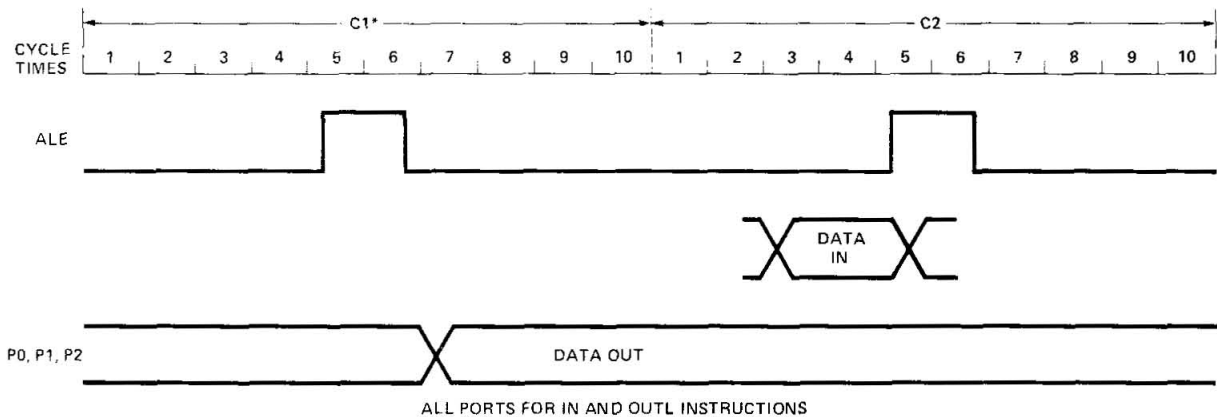 C1* C2
CYCLE TIMES 1 2 3 4 5 6 7 8 9 10 1 2 3 4 5 6 7 8 9 10
ALE
DATA
IN
P0, P1, P2 DATA OUT
ALL PORTS FOR IN AND OUTL INSTRUCTIONS